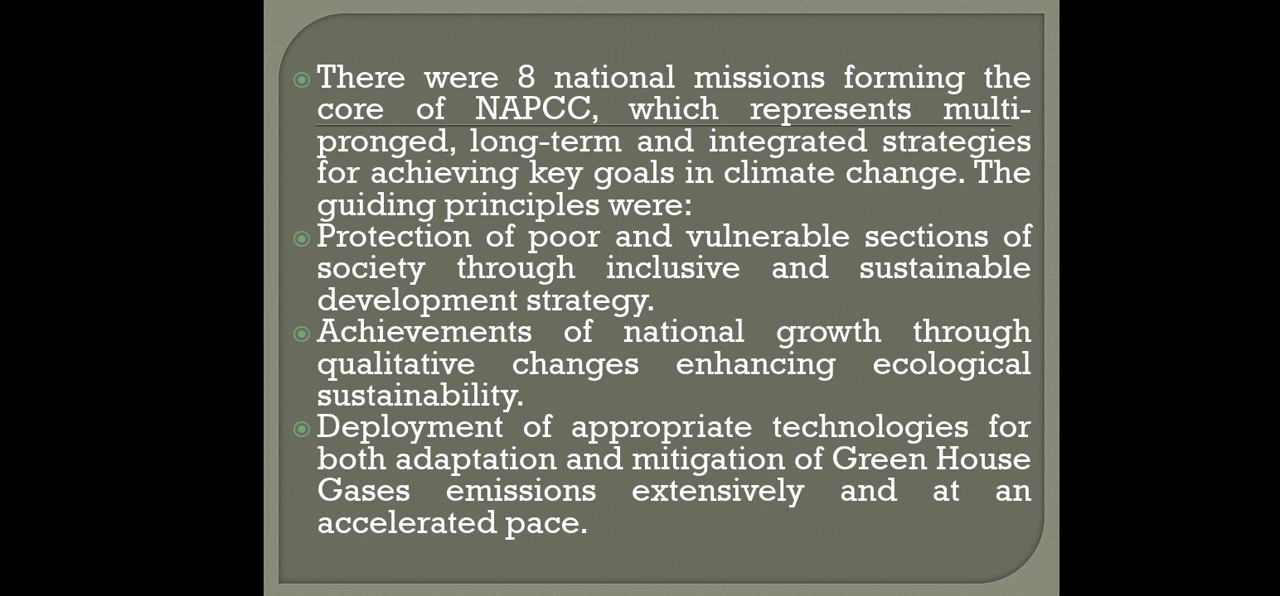 There were 8 national missions forming the
core of NAPCC, which represents multi-
pronged, long-term and integrated strategies
for achieving key goals in climate change. The
guiding principles were:
Protection of poor and vulnerable sections of
society through inclusive and sustainable
development strategy.
Achievements of national growth through
qualitative changes enhancing ecological
sustainability.
Deployment of appropriate technologies for
both adaptation and mitigation of Green House
Gases emissions extensively and at an
accelerated pace.